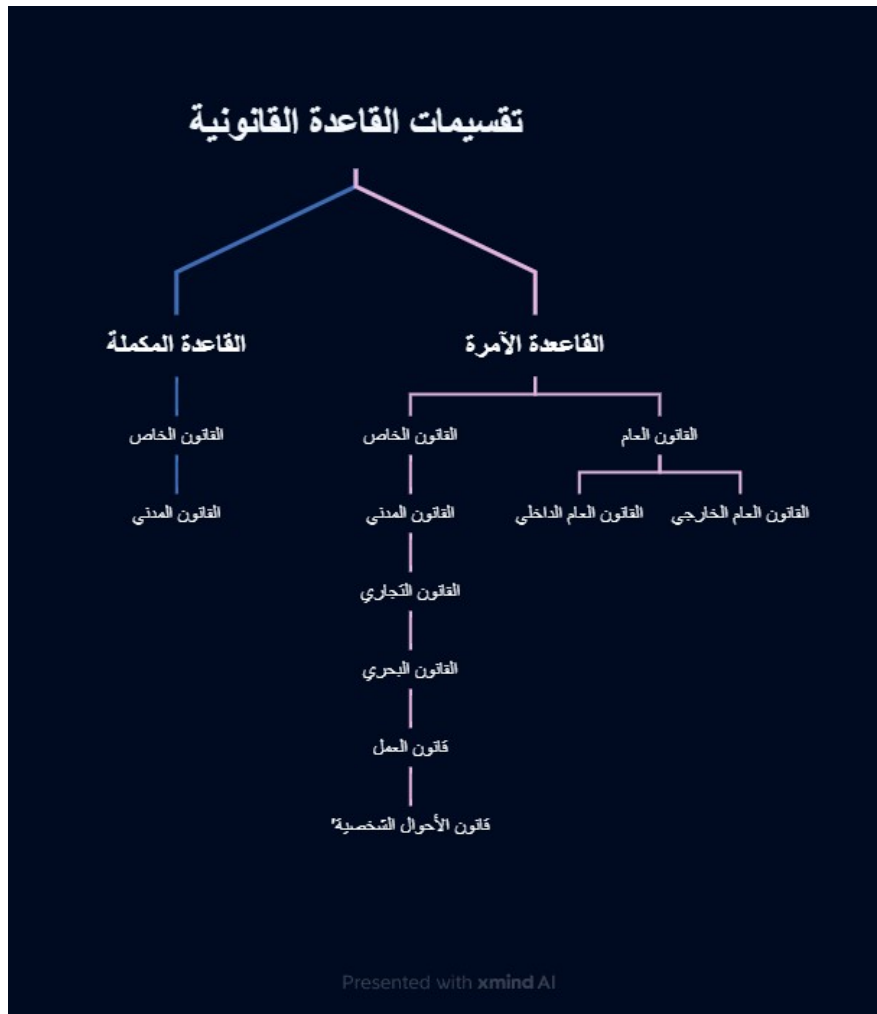 تقسيمات القاعدة القانونية
القاععدة الآمرة
القاعدة المكملة
القانون العام
القانون الخاص
القانون الخاص
القانون العام الخارجي
القانون العام الداخلي
القانون المدني
القانون المدني
القانون التجاري
القانون البحري
قانون العمل
قانون الأحوال الشخصية'
Presented with xmind AI